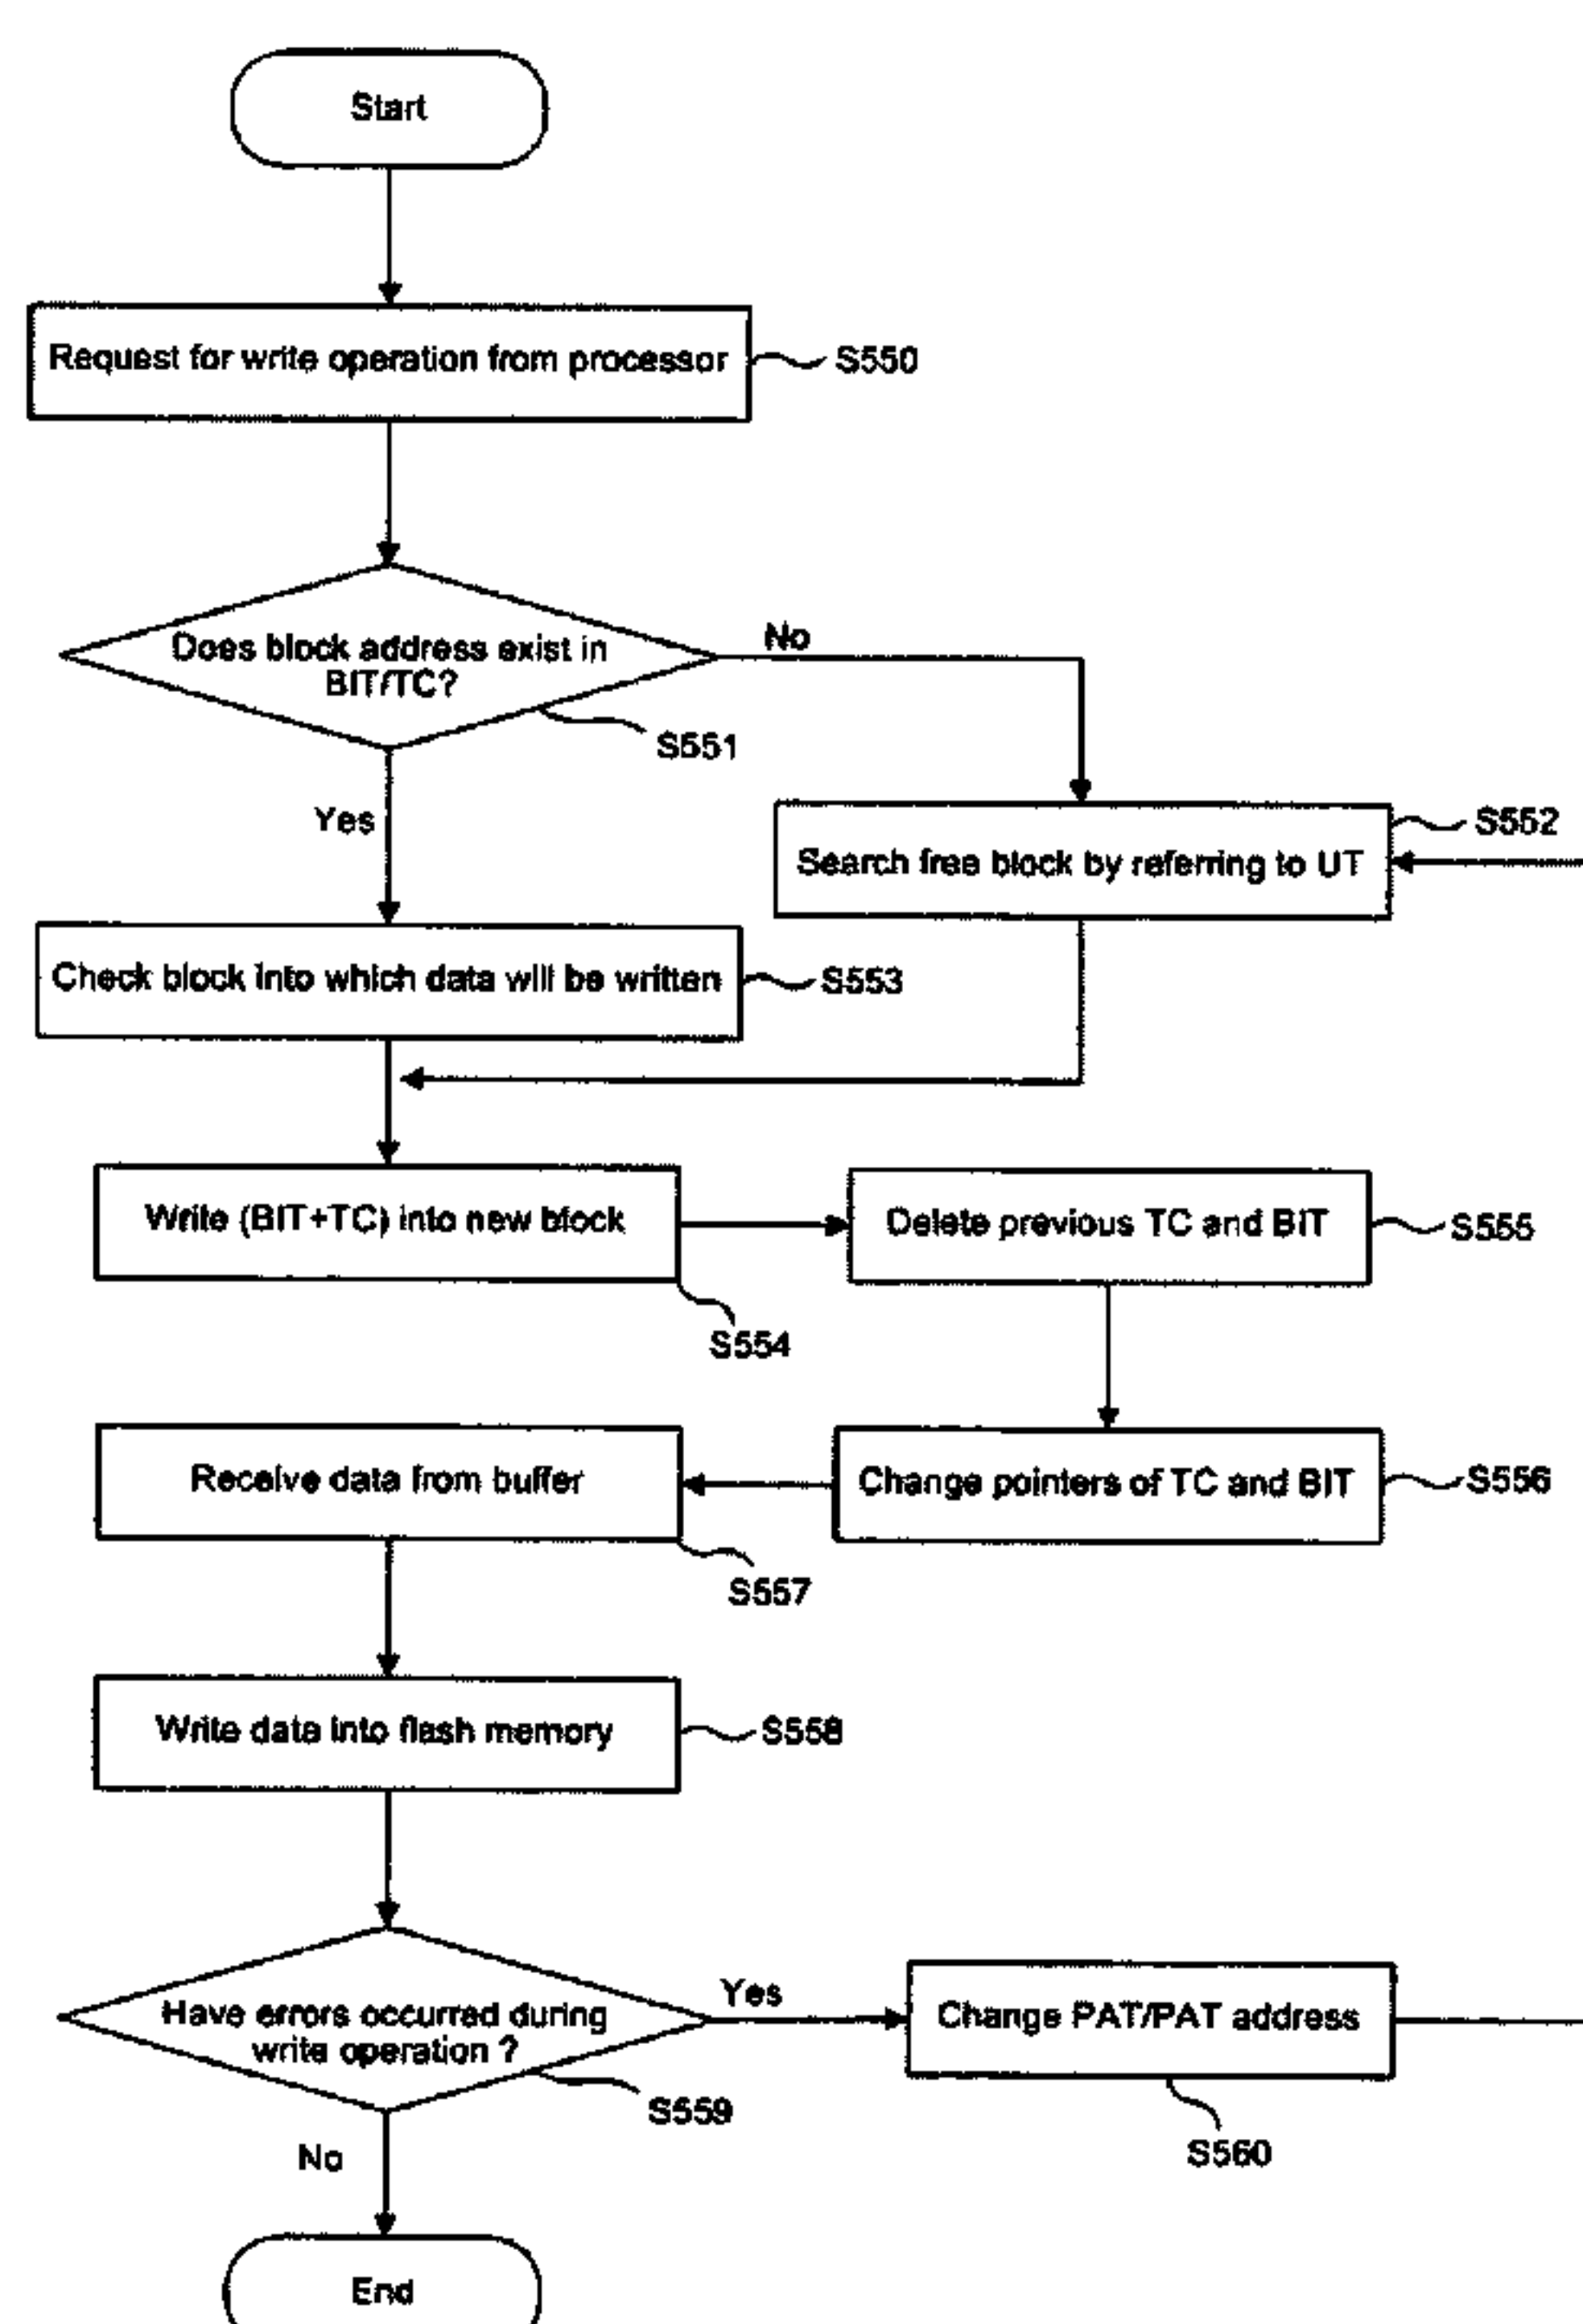 Start
Request for write operation from processor
S550
Does block address exist in
BIT/TC?
No
S551
Yes
S552
Search free block by referring to UT
Check block into which data will be written
S553
Write (BIT+TC) into new block
Delete previous TC and BIT
S555
S554
Receive data from buffer
Change pointers of TC and BIT
S556
S557
Write data into flash memory
S558
Have errors occurred during
write operation ?
Yes
Change PAT/PAT address
S559
S560
No
End